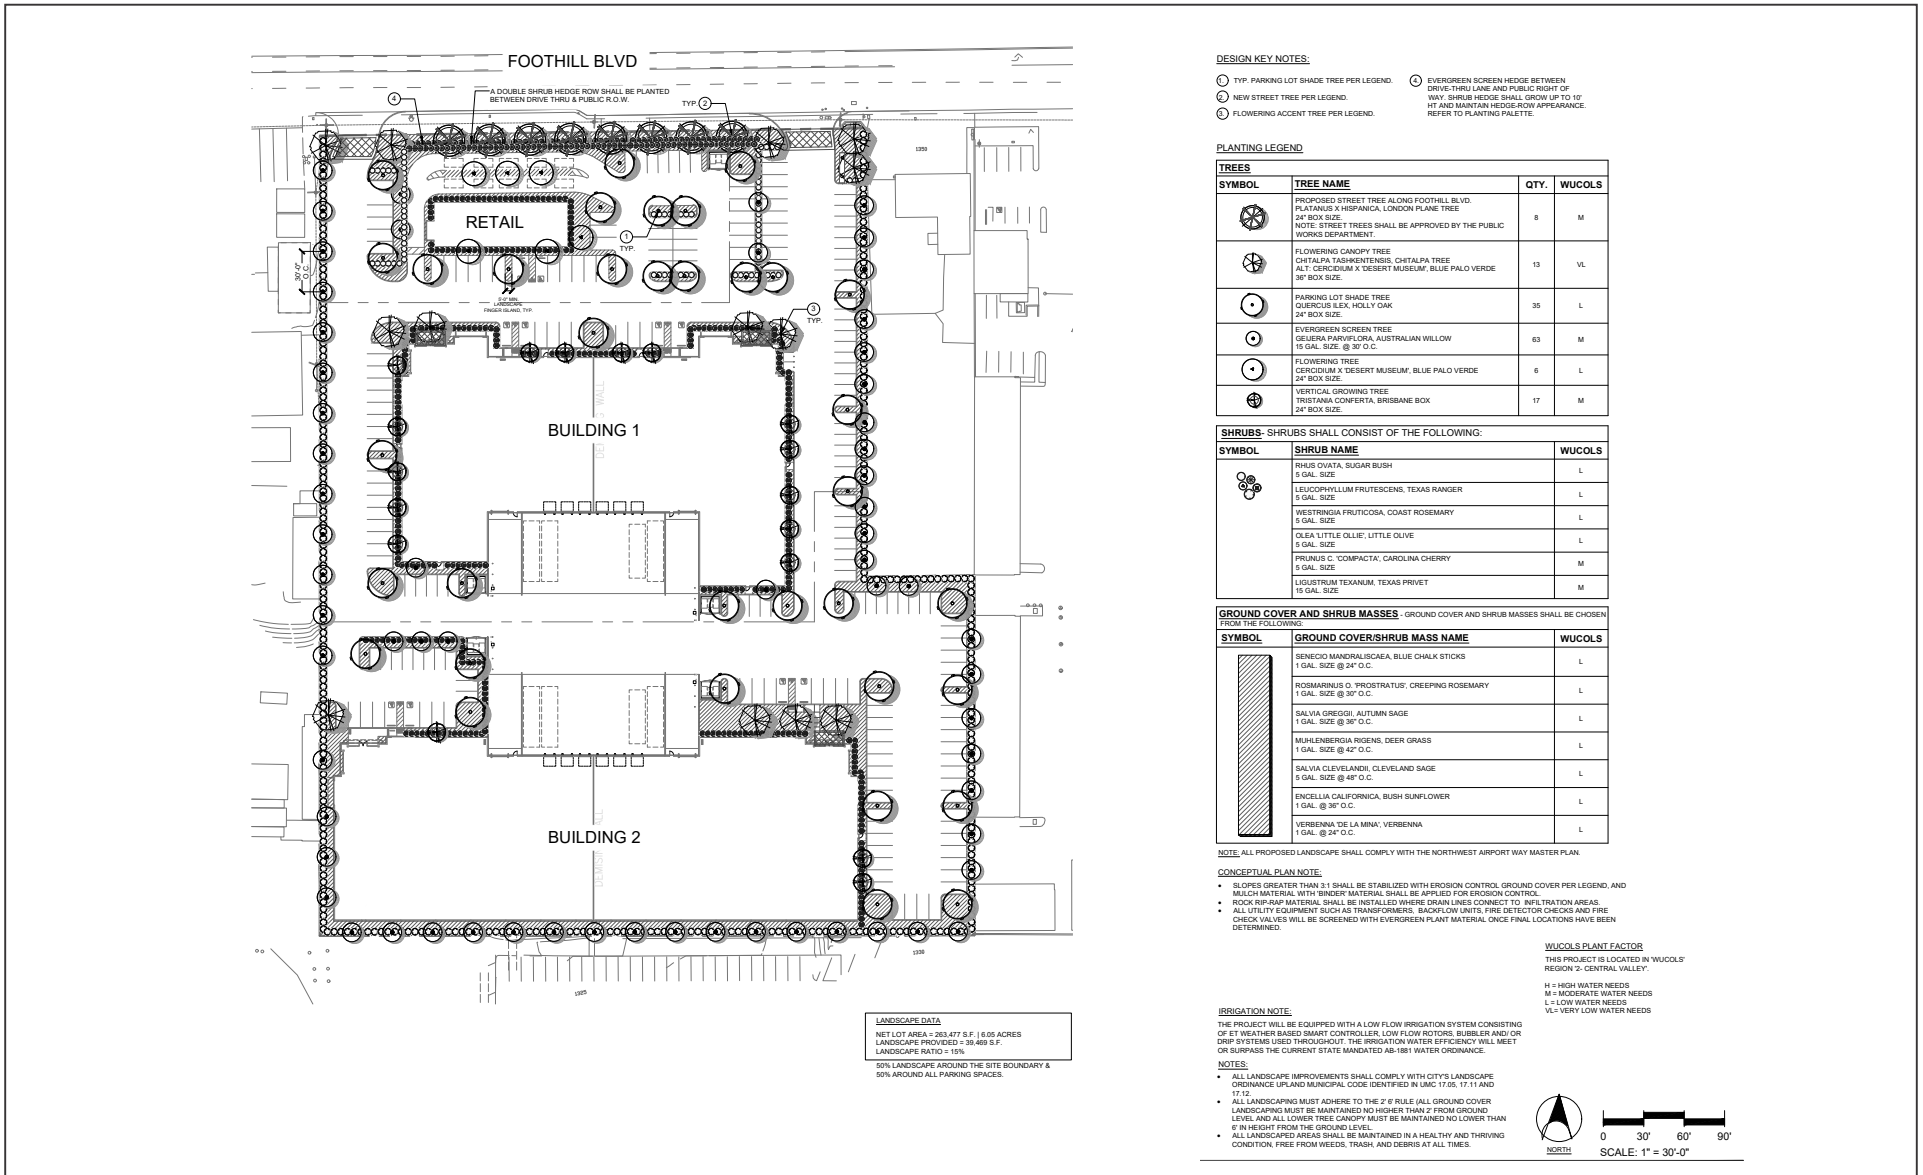 FOOTHILL BLVD
A DOUBLE SHRUB HEDGE ROW SHALL BE PLANTED
BETWEEN DRIVE THRU & PUBLIC R.O.W.
4
TYP. 2
1350
RETAIL
1
TYP.
30'-0"
O.C.
5'-0" MIN.
LANDSCAPE
FINGER ISLAND, TYP.
3
TYP.
BUILDING 1
BUILDING 2
1325
1330
LANDSCAPE DATA
NET LOT AREA = 263,477 S.F. | 6.05 ACRES
LANDSCAPE PROVIDED = 39,469 S.F.
LANDSCAPE RATIO = 15%
50% LANDSCAPE AROUND THE SITE BOUNDARY &
50% AROUND ALL PARKING SPACES.
DESIGN KEY NOTES:
1. TYP. PARKING LOT SHADE TREE PER LEGEND.
2. NEW STREET TREE PER LEGEND.
3. FLOWERING ACCENT TREE PER LEGEND.
4. EVERGREEN SCREEN HEDGE BETWEEN
DRIVE-THRU LANE AND PUBLIC RIGHT OF
WAY. SHRUB HEDGE SHALL GROW UP TO 10'
HT AND MAINTAIN HEDGE-ROW APPEARANCE.
REFER TO PLANTING PALETTE.
PLANTING LEGEND
TREES
SYMBOL TREE NAME QTY. WUCOLS
PROPOSED STREET TREE ALONG FOOTHILL BLVD.
PLATANUS X HISPANICA, LONDON PLANE TREE
24" BOX SIZE. 8 M
NOTE: STREET TREES SHALL BE APPROVED BY THE PUBLIC
WORKS DEPARTMENT.
FLOWERING CANOPY TREE
CHITALPA TASHKENTENSIS, CHITALPA TREE 13 VL
ALT: CERCIDIUM X 'DESERT MUSEUM', BLUE PALO VERDE
36" BOX SIZE.
PARKING LOT SHADE TREE
QUERCUS ILEX, HOLLY OAK 35 L
24" BOX SIZE.
EVERGREEN SCREEN TREE
GEIJERA PARVIFLORA, AUSTRALIAN WILLOW 63 M
15 GAL. SIZE. @ 30' O.C.
FLOWERING TREE
CERCIDIUM X 'DESERT MUSEUM', BLUE PALO VERDE 6 L
24" BOX SIZE.
VERTICAL GROWING TREE
TRISTANIA CONFERTA, BRISBANE BOX 17 M
24" BOX SIZE.
SHRUBS- SHRUBS SHALL CONSIST OF THE FOLLOWING:
SYMBOL SHRUB NAME WUCOLS
RHUS OVATA, SUGAR BUSH L
5 GAL. SIZE
LEUCOPHYLLUM FRUTESCENS, TEXAS RANGER L
5 GAL. SIZE
WESTRINGIA FRUTICOSA, COAST ROSEMARY L
5 GAL. SIZE
OLEA 'LITTLE OLLIE', LITTLE OLIVE L
5 GAL. SIZE
PRUNUS C. 'COMPACTA', CAROLINA CHERRY M
5 GAL. SIZE
LIGUSTRUM TEXANUM, TEXAS PRIVET M
15 GAL. SIZE
GROUND COVER AND SHRUB MASSES - GROUND COVER AND SHRUB MASSES SHALL BE CHOSEN
FROM THE FOLLOWING:
SYMBOL GROUND COVER/SHRUB MASS NAME WUCOLS
SENECIO MANDRALISCAEA, BLUE CHALK STICKS L
1 GAL. SIZE @ 24" O.C.
ROSMARINUS O. 'PROSTRATUS', CREEPING ROSEMARY L
1 GAL. SIZE @ 30" O.C.
SALVIA GREGGII, AUTUMN SAGE L
1 GAL. SIZE @ 36" O.C.
MUHLENBERGIA RIGENS, DEER GRASS L
1 GAL. SIZE @ 42" O.C.
SALVIA CLEVELANDII, CLEVELAND SAGE L
5 GAL. SIZE @ 48" O.C.
ENCELLIA CALIFORNICA, BUSH SUNFLOWER L
1 GAL. @ 36" O.C.
VERBENNA 'DE LA MINA', VERBENNA L
1 GAL. @ 24" O.C.
NOTE: ALL PROPOSED LANDSCAPE SHALL COMPLY WITH THE NORTHWEST AIRPORT WAY MASTER PLAN.
CONCEPTUAL PLAN NOTE:
• SLOPES GREATER THAN 3:1 SHALL BE STABILIZED WITH EROSION CONTROL GROUND COVER PER LEGEND, AND
MULCH MATERIAL WITH 'BINDER' MATERIAL SHALL BE APPLIED FOR EROSION CONTROL.
• ROCK RIP-RAP MATERIAL SHALL BE INSTALLED WHERE DRAIN LINES CONNECT TO INFILTRATION AREAS.
• ALL UTILITY EQUIPMENT SUCH AS TRANSFORMERS, BACKFLOW UNITS, FIRE DETECTOR CHECKS AND FIRE
CHECK VALVES WILL BE SCREENED WITH EVERGREEN PLANT MATERIAL ONCE FINAL LOCATIONS HAVE BEEN
DETERMINED.
WUCOLS PLANT FACTOR
THIS PROJECT IS LOCATED IN 'WUCOLS'
REGION '2- CENTRAL VALLEY'.
H = HIGH WATER NEEDS
M = MODERATE WATER NEEDS
L = LOW WATER NEEDS
VL= VERY LOW WATER NEEDS
IRRIGATION NOTE:
THE PROJECT WILL BE EQUIPPED WITH A LOW FLOW IRRIGATION SYSTEM CONSISTING
OF ET WEATHER BASED SMART CONTROLLER, LOW FLOW ROTORS, BUBBLER AND/ OR
DRIP SYSTEMS USED THROUGHOUT. THE IRRIGATION WATER EFFICIENCY WILL MEET
OR SURPASS THE CURRENT STATE MANDATED AB-1881 WATER ORDINANCE.
NOTES:
• ALL LANDSCAPE IMPROVEMENTS SHALL COMPLY WITH CITY'S LANDSCAPE
ORDINANCE UPLAND MUNICIPAL CODE IDENTIFIED IN UMC 17.05, 17.11 AND
17.12.
• ALL LANDSCAPING MUST ADHERE TO THE 2' 6' RULE (ALL GROUND COVER
LANDSCAPING MUST BE MAINTAINED NO HIGHER THAN 2' FROM GROUND
LEVEL AND ALL LOWER TREE CANOPY MUST BE MAINTAINED NO LOWER THAN
6' IN HEIGHT FROM THE GROUND LEVEL.
• ALL LANDSCAPED AREAS SHALL BE MAINTAINED IN A HEALTHY AND THRIVING
CONDITION, FREE FROM WEEDS, TRASH, AND DEBRIS AT ALL TIMES.
NORTH
0 30' 60' 90'
SCALE: 1" = 30'-0"